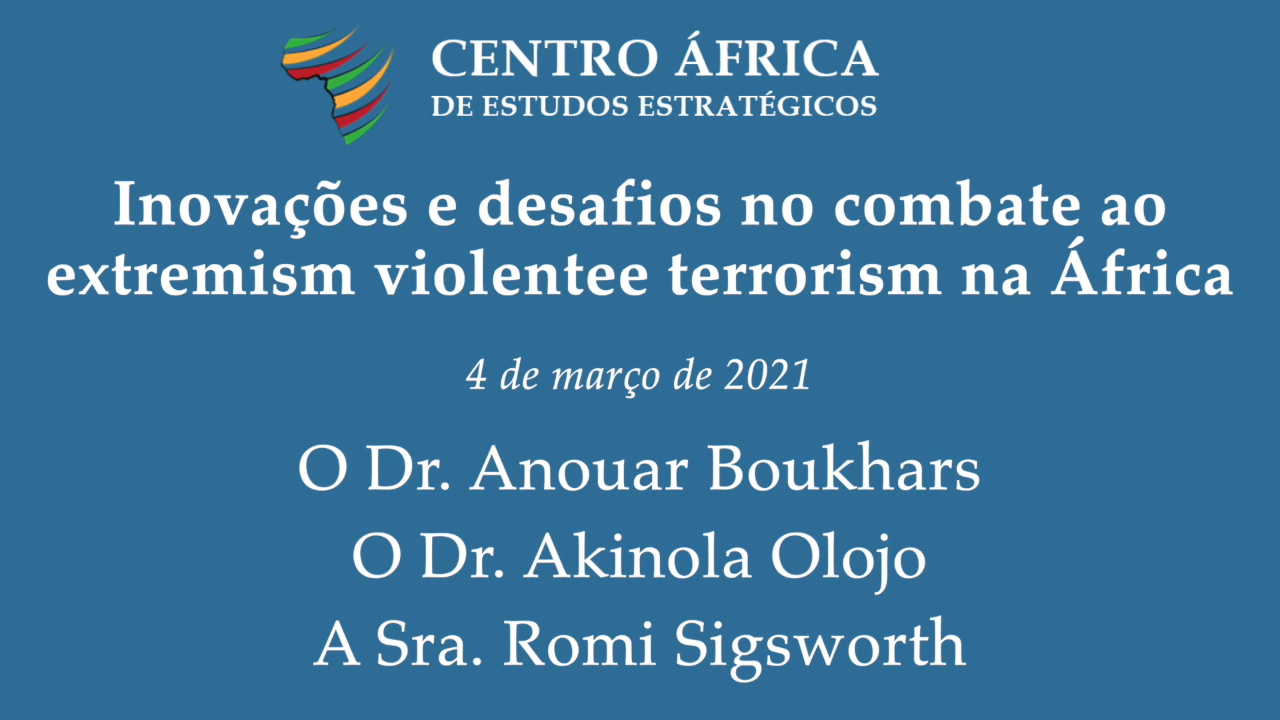 CENTRO ÁFRICA
DE ESTUDOS ESTRATÉGICOS
Inovações e desafios no combate ao
extremism violentee terrorism na África
4 de março de 2021
O Dr. Anouar Boukhars
O Dr. Akinola Olojo
A Sra. Romi Sigsworth